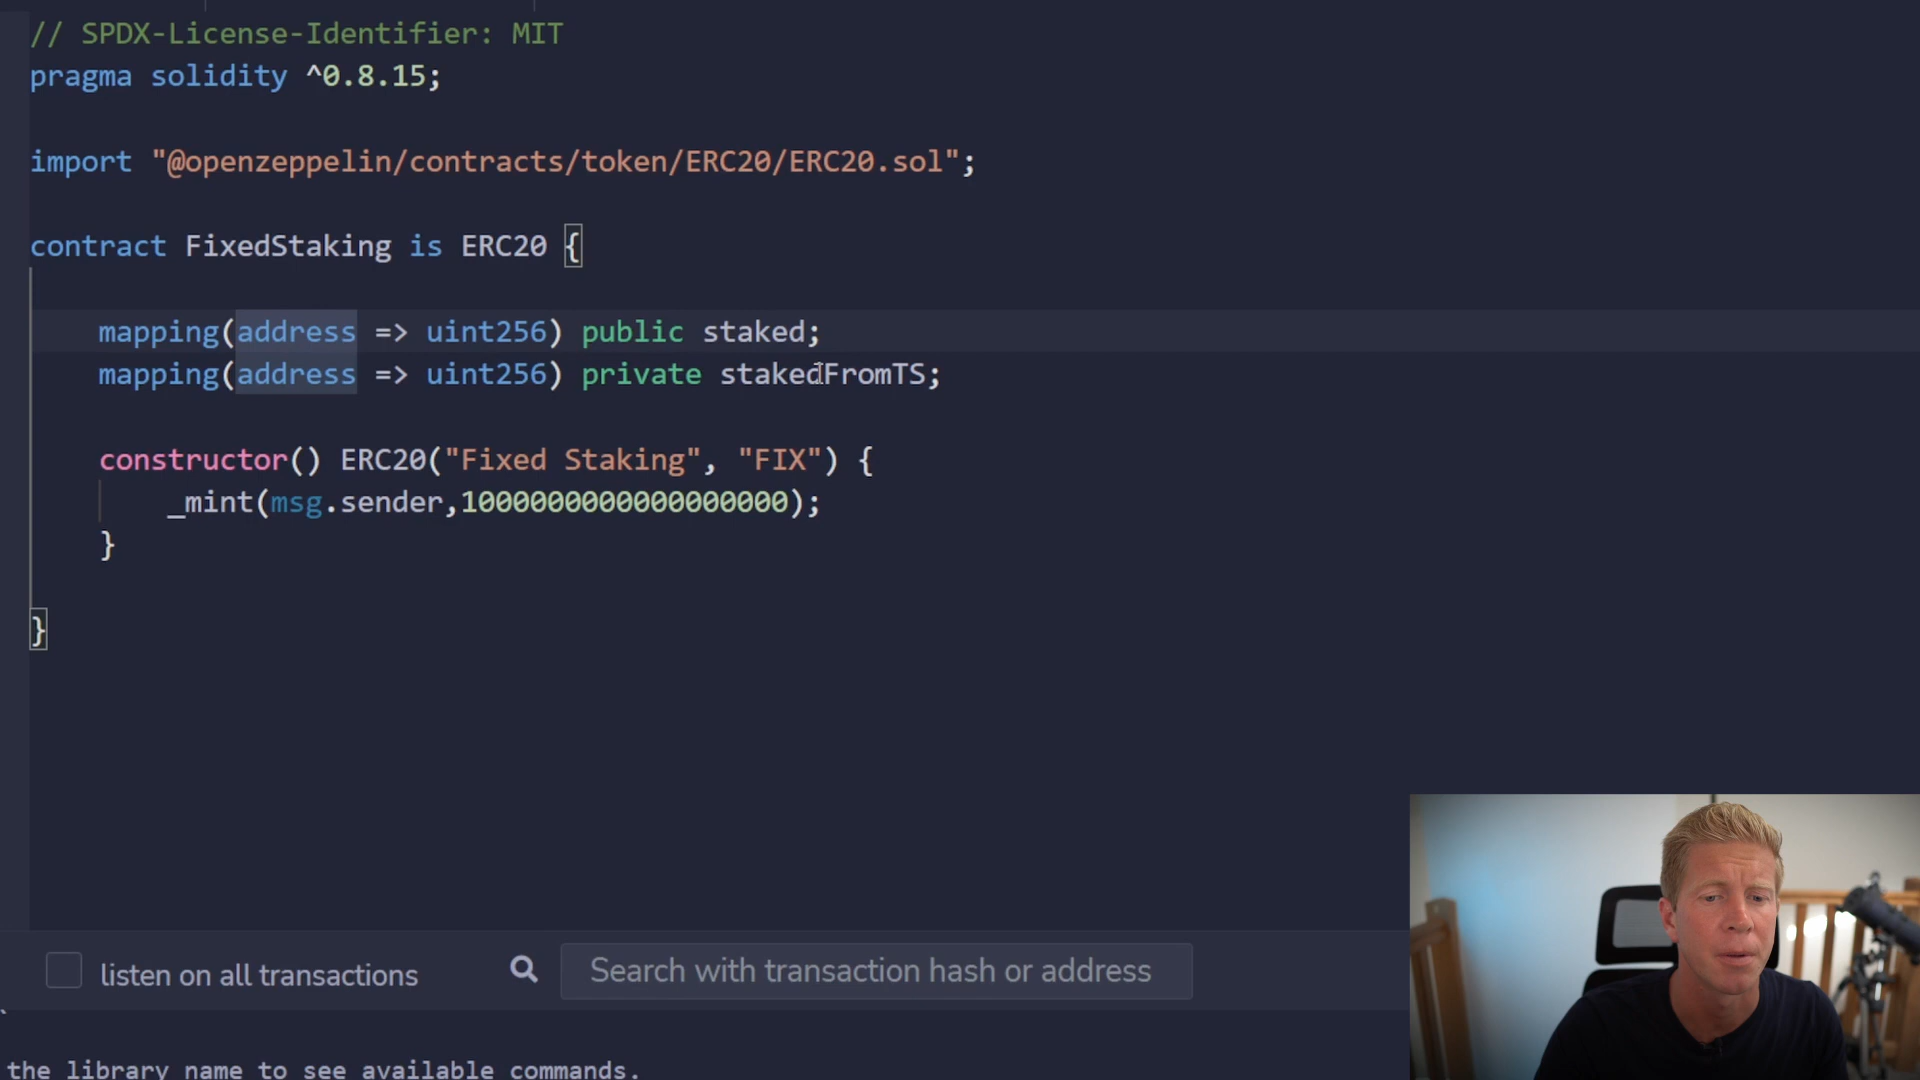 // SPDX-License-Identifier: MIT
pragma solidity ^0.8.15;
import "@openzeppelin/contracts/token/ERC20/ERC20.sol";
contract FixedStaking is ERC20 {
mapping(address => uint256) public staked;
mapping(address => uint256) private stakedFromTS;
constructor() ERC20("Fixed Staking", "FIX") {
_mint(msg.sender,1000000000000000000);
}
}
listen on all transactions
Search with transaction hash or address
the library name to see available commands.